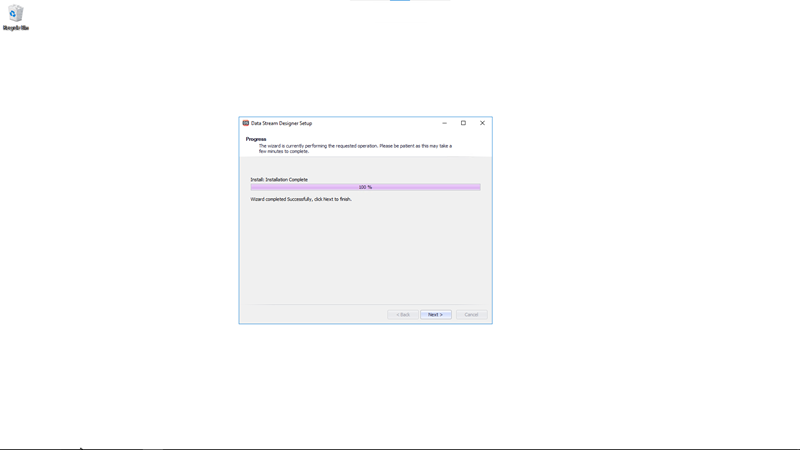 Recycle Bin
Data Stream Designer Setup
Progress
The wizard is currently performing the requested operation. Please be patient as this may take a
few minutes to complete.
Install: Installation Complete
100 %
Wizard completed Successfully, click Next to finish.
< Back
Next >
Cancel